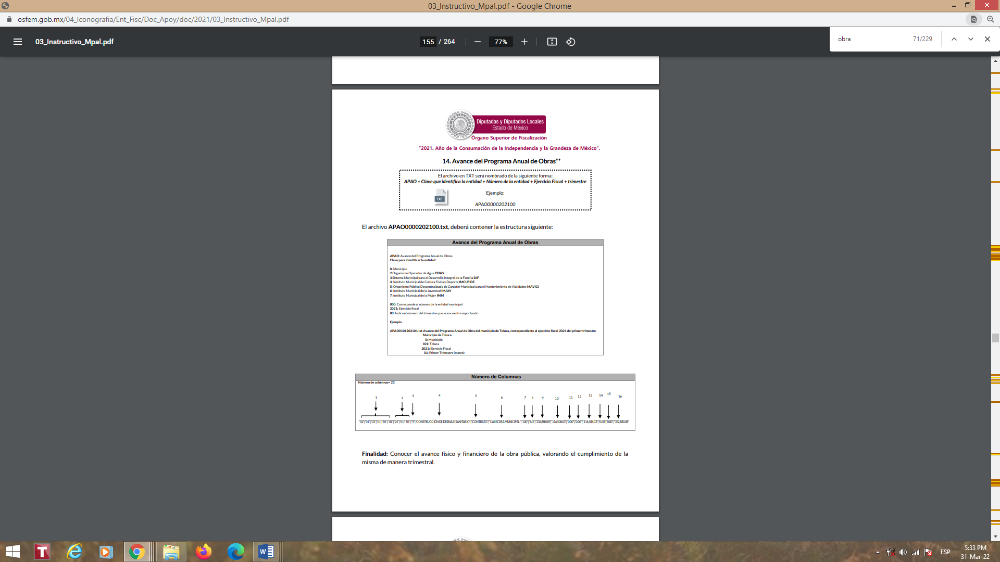 03_Instructivo_Mpal.pdf - Google Chrome
osfem.gob.mx/04_Iconografia/Ent_Fisc/Doc_Apoy/doc/2021/03_Instructivo_Mpal.pdf
03_Instructivo_Mpal.pdf
155 / 264
77%
obra
71/229
Diputadas y Diputados Locales
Estado de México
Órgano Superior de Fiscalización
“2021. Año de la Consumación de la Independencia y la Grandeza de México”.
14. Avance del Programa Anual de Obras**
El archivo en TXT será nombrado de la siguiente forma:
APAO + Clave que identifica la entidad + Número de la entidad + Ejercicio Fiscal + trimestre
Ejemplo:
TXT
APAO0000202100
El archivo APAO0000202100.txt, deberá contener la estructura siguiente:
Avance del Programa Anual de Obras
APAO: Avance del Programa Anual de Obras
Clave para identificar la entidad:
0: Municipio
2 Organismo Operador de Agua ODAS
3 Sistema Municipal para el Desarrollo Integral de la Familia DIF
4: Instituto Municipal de Cultura Física y Deporte IMCUFIDE
5: Organismo Público Descentralizado de Carácter Municipal para el Mantenimiento de Vialidades MAVICI
6: Instituto Municipal de la Juventud IMJUV
7: Instituto Municipal de la Mujer IMM
000: Corresponde al número de la entidad municipal
2021: Ejercicio fiscal
00: Indica el número del trimestre que se encuentra reportando
Ejemplo:
APAO0101202101.txt Avance del Programa Anual de Obra del municipio de Toluca, correspondiente al ejercicio fiscal 2021 del primer trimestre
Municipio de Toluca
0: Municipio
101: Toluca
2021: Ejercicio Fiscal
01: Primer Trimestre (marzo)
Número de Columnas
Número de columnas= 23
1 2 3 4 5 6 7 8 9 10 11 12 13 14 15 16
"02"|"01"|"03"|"01"|"01"|"01"|"25"|"01"|"01"|"9"|"CONSTRUCCIÓN DE DRENAJE SANITARIO"|"CONTRATO"|"CABECERA MUNICIPAL"|"100"|"AD"|"332,880.08"|"116,508.03"|"0.00"|"0.00"|"116,508.03"|"0.00"|"0.00"|"332,880.08"
Finalidad: Conocer el avance físico y financiero de la obra pública, valorando el cumplimiento de la
misma de manera trimestral.
ESP
5:33 PM
31-Mar-22